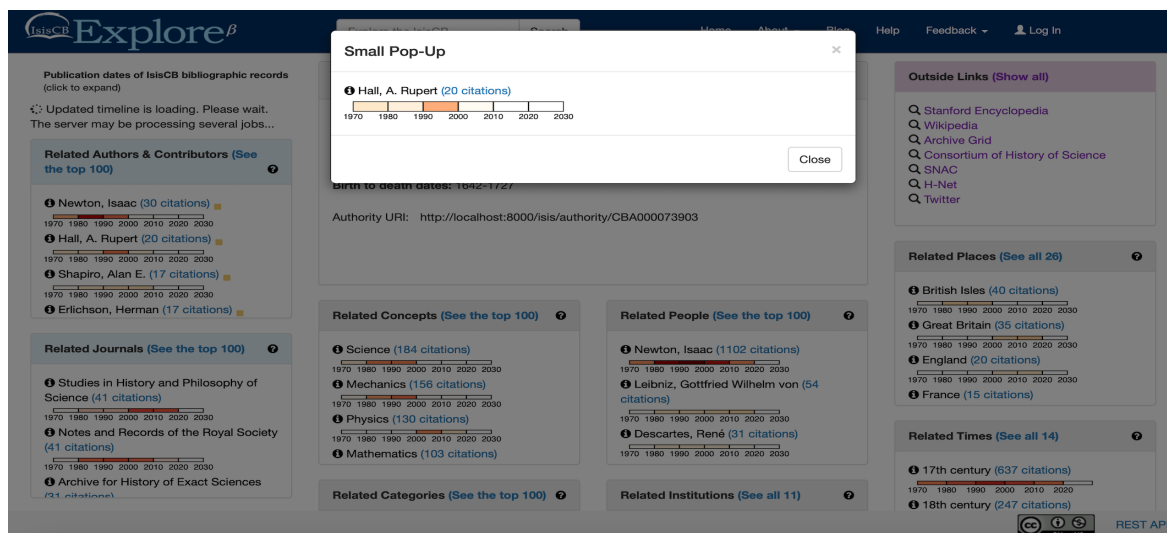 IsisCB Explore β
Search
Home About Blog Help Feedback Log In
Small Pop-Up ×
Hall, A. Rupert (20 citations)
1970 1980 1990 2000 2010 2020 2030
Close
Publication dates of IsisCB bibliographic records
(click to expand)
Updated timeline is loading. Please wait.
The server may be processing several jobs...
Related Authors & Contributors (See
the top 100)
Newton, Isaac (30 citations)
1970 1980 1990 2000 2010 2020 2030
Hall, A. Rupert (20 citations)
1970 1980 1990 2000 2010 2020 2030
Shapiro, Alan E. (17 citations)
1970 1980 1990 2000 2010 2020 2030
Erlichson, Herman (17 citations)
Related Journals (See the top 100)
Studies in History and Philosophy of
Science (41 citations)
1970 1980 1990 2000 2010 2020 2030
Notes and Records of the Royal Society
(41 citations)
1970 1980 1990 2000 2010 2020 2030
Archive for History of Exact Sciences
(31 citations)
Birth to death dates: 1642-1727
Authority URI: http://localhost:8000/isis/authority/CBA000073903
Related Concepts (See the top 100)
Science (184 citations)
1970 1980 1990 2000 2010 2020 2030
Mechanics (156 citations)
1970 1980 1990 2000 2010 2020 2030
Physics (130 citations)
1970 1980 1990 2000 2010 2020 2030
Mathematics (103 citations)
Related Categories (See the top 100)
Related People (See the top 100)
Newton, Isaac (1102 citations)
1970 1980 1990 2000 2010 2020 2030
Leibniz, Gottfried Wilhelm von (54
citations)
1970 1980 1990 2000 2010 2020 2030
Descartes, René (31 citations)
1970 1980 1990 2000 2010 2020 2030
Related Institutions (See all 11)
Outside Links (Show all)
Stanford Encyclopedia
Wikipedia
Archive Grid
Consortium of History of Science
SNAC
H-Net
Twitter
Related Places (See all 26)
British Isles (40 citations)
1970 1980 1990 2000 2010 2020 2030
Great Britain (35 citations)
1970 1980 1990 2000 2010 2020 2030
England (20 citations)
1970 1980 1990 2000 2010 2020 2030
France (15 citations)
Related Times (See all 14)
17th century (637 citations)
1970 1980 1990 2000 2010 2020
18th century (247 citations)
cc
REST AP